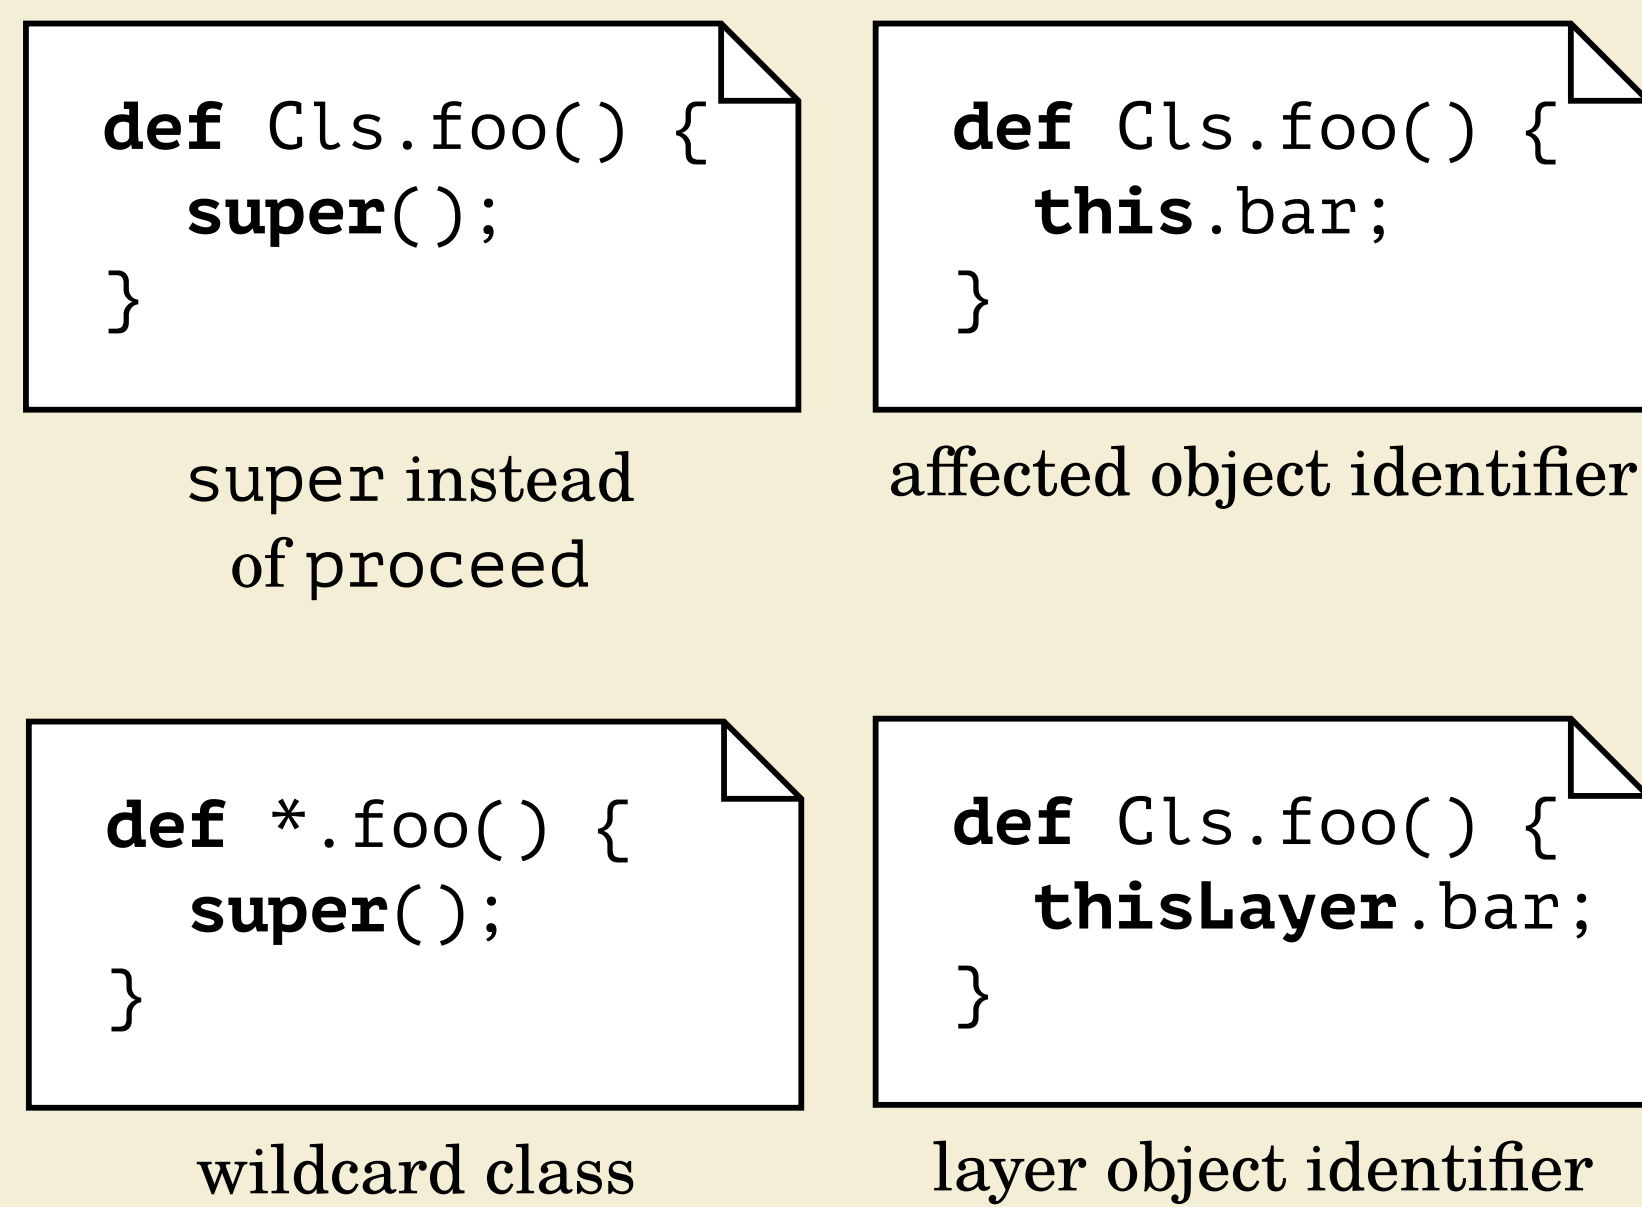 def Cls.foo() {
  super();
}
super instead
of proceed
def Cls.foo() {
  this.bar;
}
affected object identifier
def *.foo() {
  super();
}
wildcard class
def Cls.foo() {
  thisLayer.bar;
}
layer object identifier